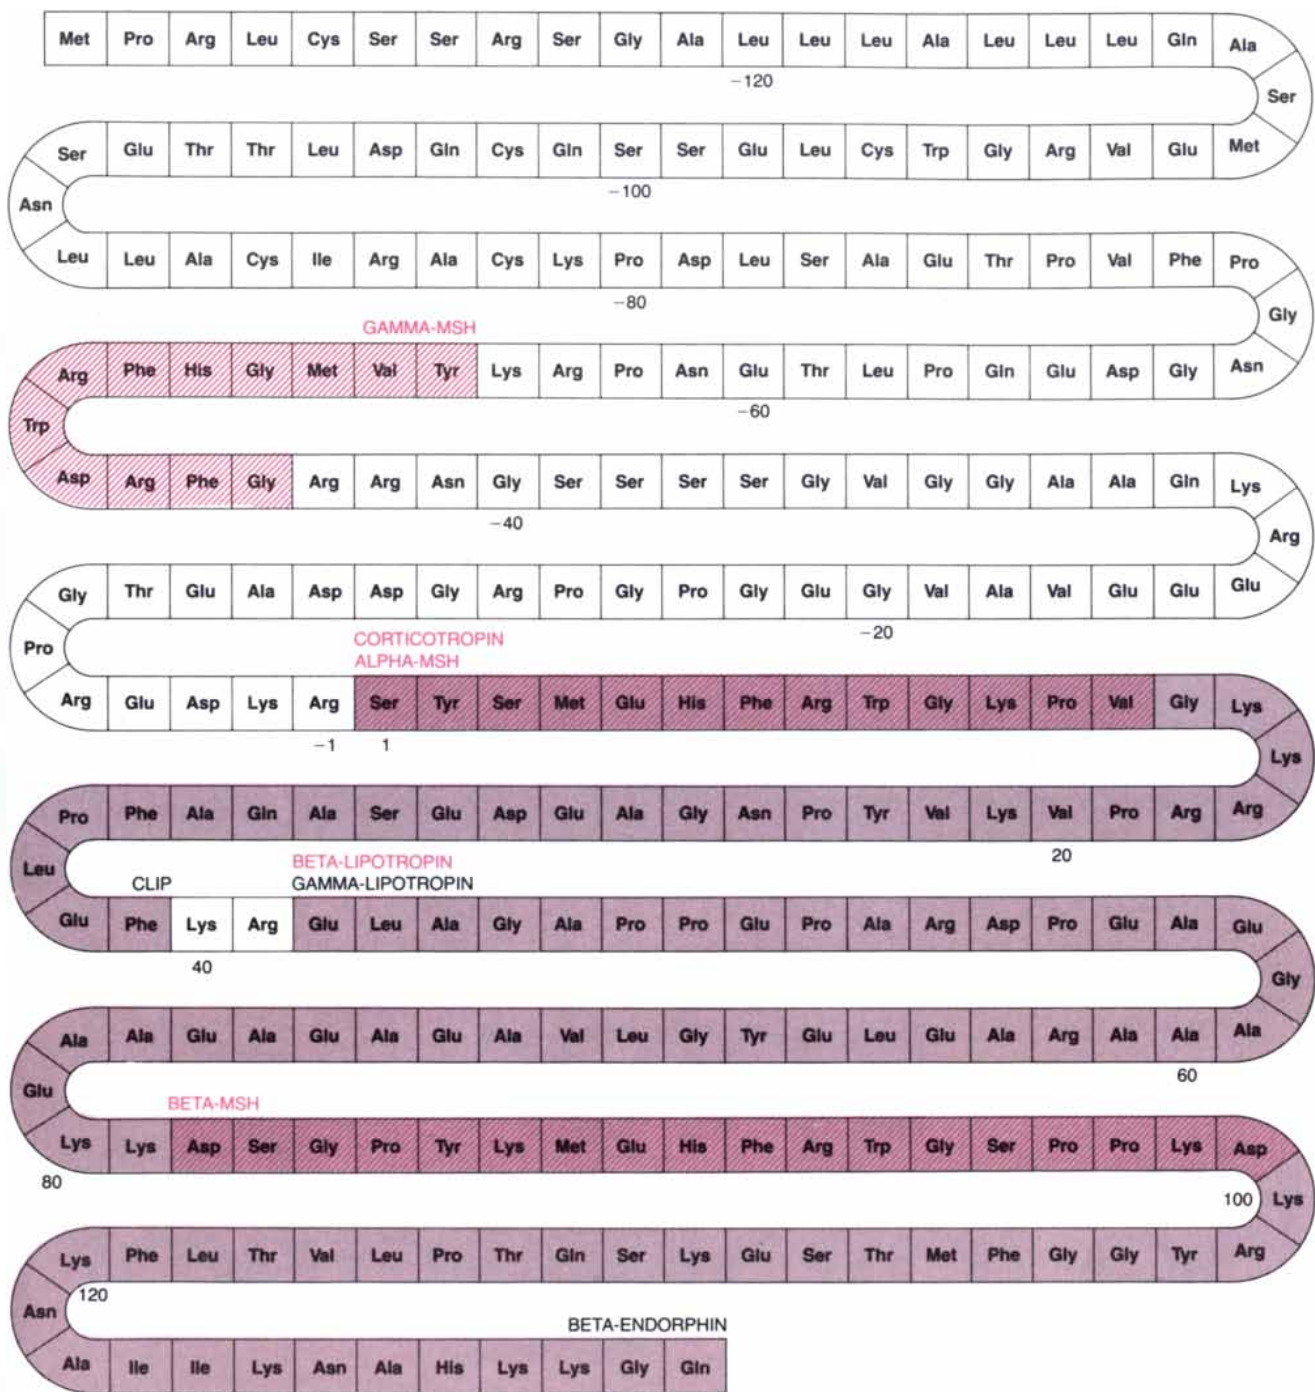 Met Pro Arg Leu Cys Ser Ser Arg Ser Gly Ala Leu Leu Leu Ala Leu Leu Leu Gln Ala
−120
Ser
Ser Glu Thr Thr Leu Asp Gln Cys Gln Ser Ser Glu Leu Cys Trp Gly Arg Val Glu Met
−100
Asn
Leu Leu Ala Cys Ile Arg Ala Cys Lys Pro Asp Leu Ser Ala Glu Thr Pro Val Phe Pro
−80
Gly
GAMMA-MSH
Arg Phe His Gly Met Val Tyr Lys Arg Pro Asn Glu Thr Leu Pro Gln Glu Asp Gly Asn
−60
Trp
Asp Arg Phe Gly Arg Arg Asn Gly Ser Ser Ser Ser Gly Val Gly Gly Ala Ala Gln Lys
−40
Arg
Gly Thr Glu Ala Asp Asp Gly Arg Pro Gly Pro Gly Glu Gly Val Ala Val Glu Glu Glu
−20
Pro
CORTICOTROPIN
ALPHA-MSH
Arg Glu Asp Lys Arg Ser Tyr Ser Met Glu His Phe Arg Trp Gly Lys Pro Val Gly Lys
−1 1
Lys
Pro Phe Ala Gln Ala Ser Glu Asp Glu Ala Gly Asn Pro Tyr Val Lys Val Pro Arg Arg
20
Leu
BETA-LIPOTROPIN
CLIP GAMMA-LIPOTROPIN
Glu Phe Lys Arg Glu Leu Ala Gly Ala Pro Pro Glu Pro Ala Arg Asp Pro Glu Ala Glu
40
Gly
Ala Ala Glu Ala Glu Ala Glu Ala Val Leu Gly Tyr Glu Leu Glu Ala Arg Ala Ala Ala
60
Glu
BETA-MSH
Lys Lys Asp Ser Gly Pro Tyr Lys Met Glu His Phe Arg Trp Gly Ser Pro Pro Lys Asp
80
100 Lys
Lys Phe Leu Thr Val Leu Pro Thr Gln Ser Lys Glu Ser Thr Met Phe Gly Gly Tyr Arg
120
Asn
BETA-ENDORPHIN
Ala Ile Ile Lys Asn Ala His Lys Lys Gly Gln